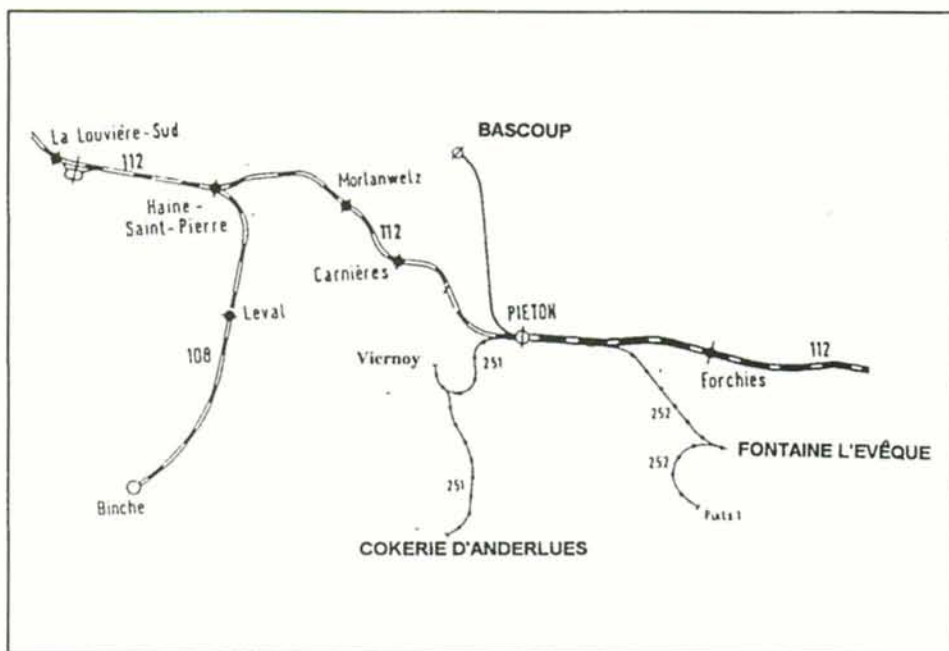 BASCOUP
La Louvière-Sud
112
Morlanwelz
Haine -
Saint-Pierre
112
Carnières
PIETON
Leval
Viernoy
251
112
Forchies
108
252
FONTAINE L'EVÊQUE
252
251
Binche
Puits 1
COKERIE D'ANDERLUES